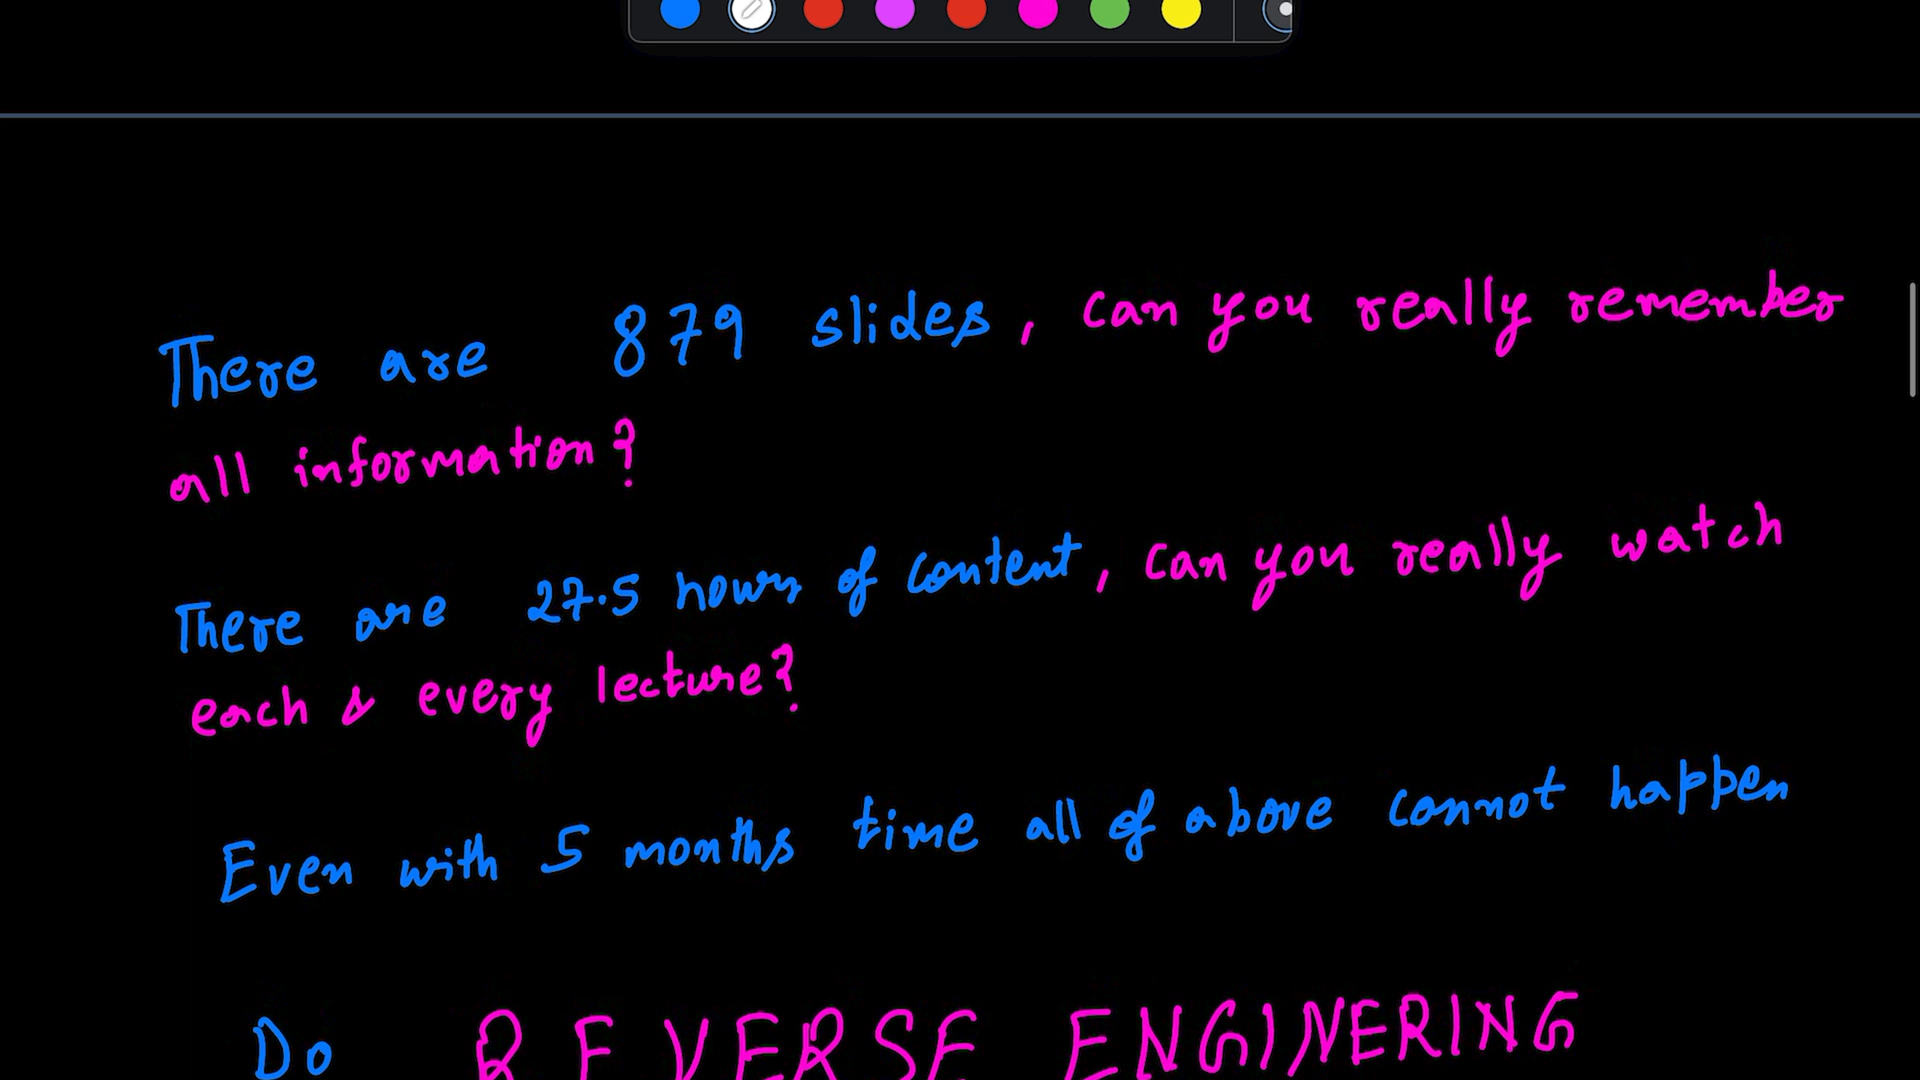 There are 879 slides, can you really remember
all information?
There are 27.5 hours of content, can you really watch
each & every lecture?
Even with 5 months time all of above cannot happen
Do REVERSE ENGINERING